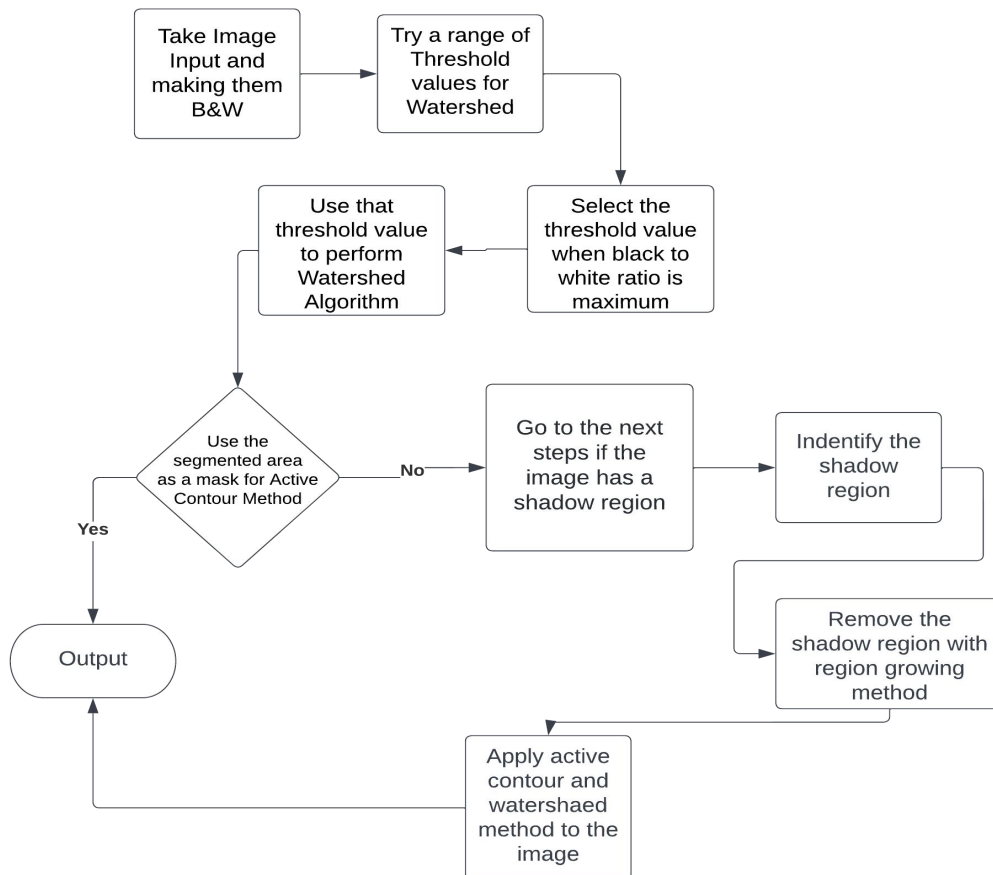 Take Image
Input and
making them
B&W
Try a range of
Threshold
values for
Watershed
Select the
threshold value
when black to
white ratio is
maximum
Use that
threshold value
to perform
Watershed
Algorithm
Use the
segmented area
as a mask for Active
Contour Method
No
Go to the next
steps if the
image has a
shadow region
Indentify the
shadow
region
Yes
Remove the
shadow region with
region growing
method
Output
Apply active
contour and
watershaed
method to the
image